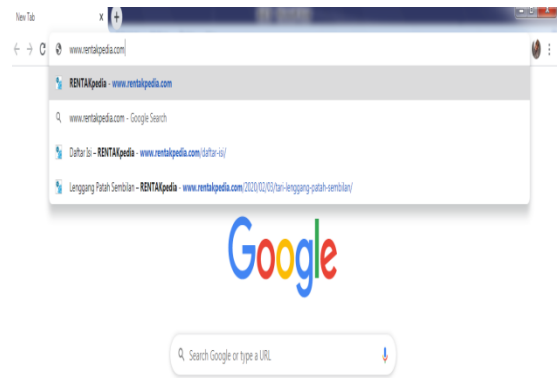 New Tab
www.rentakpedia.com
RENTAKpedia - www.rentakpedia.com
www.rentakpedia.com - Google Search
Daftar Isi – RENTAKpedia - www.rentakpedia.com/daftar-isi/
Lenggang Patah Sembilan – RENTAKpedia - www.rentakpedia.com/2020/02/03/tari-lenggang-patah-sembilan/
Google
Search Google or type a URL